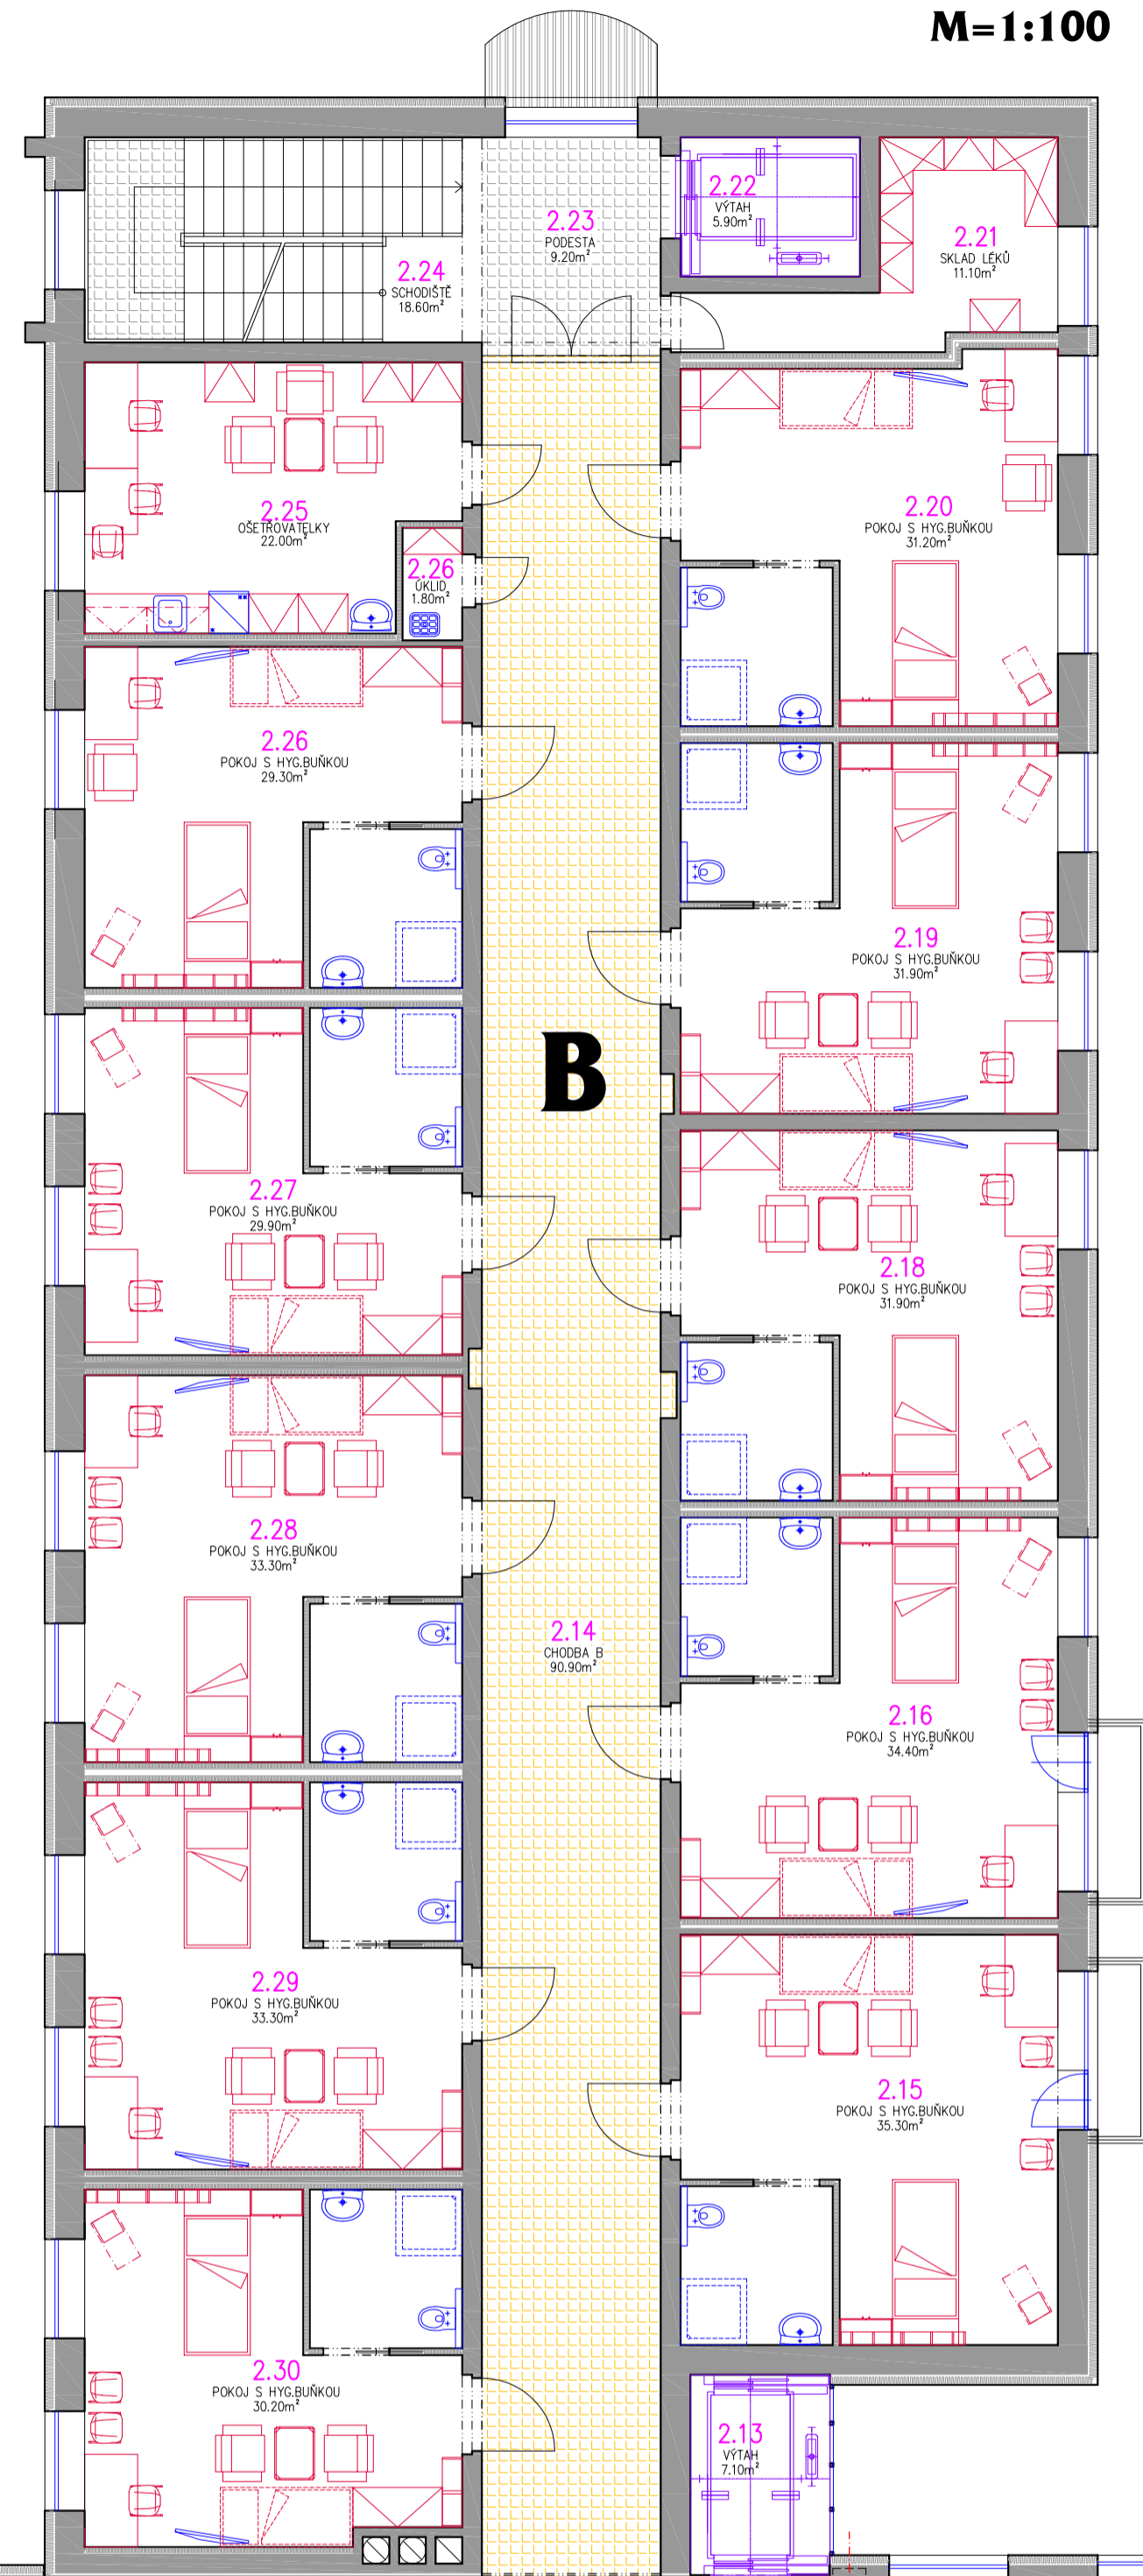 M=1:100
2.22
VÝTAH
5.90m²
2.23
PODESTA
9.20m²
2.21
SKLAD LÉKŮ
11.10m²
2.24
SCHODIŠTĚ
18.60m²
2.25
OŠETŘOVATELKY
22.00m²
2.20
POKOJ S HYG.BUŇKOU
31.20m²
2.26
ÚKLID
1.80m²
2.26
POKOJ S HYG.BUŇKOU
29.30m²
2.19
POKOJ S HYG.BUŇKOU
31.90m²
B
2.27
POKOJ S HYG.BUŇKOU
29.90m²
2.18
POKOJ S HYG.BUŇKOU
31.90m²
2.28
POKOJ S HYG.BUŇKOU
33.30m²
2.14
CHODBA B
90.90m²
2.16
POKOJ S HYG.BUŇKOU
34.40m²
2.29
POKOJ S HYG.BUŇKOU
33.30m²
2.15
POKOJ S HYG.BUŇKOU
35.30m²
2.30
POKOJ S HYG.BUŇKOU
30.20m²
2.13
VÝTAH
7.10m²